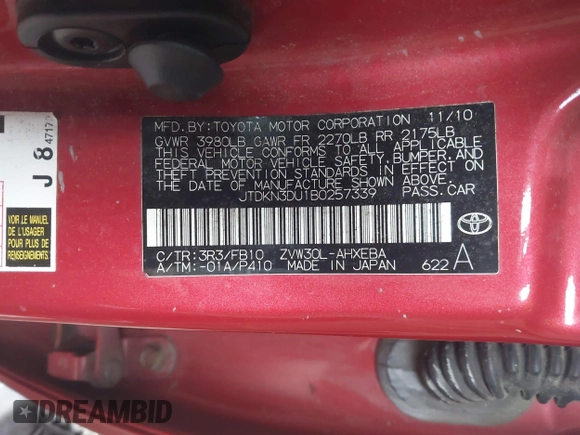 MFD.BY:TOYOTA MOTOR CORPORATION 11/10
GVWR 3980LB GAWR FR 2270LB RR 2175LB
THIS VEHICLE CONFORMS TO ALL APPLICABLE
FEDERAL MOTOR VEHICLE SAFETY, BUMPER, AND
THEFT PREVENTION STANDARDS IN EFFECT ON
THE DATE OF MANUFACTURE SHOWN ABOVE.
JTDKN3DU1B0257339 PASS.CAR
C/TR:3R3/FB10 ZVW30L-AHXEBA
A/TM:-01A/P410 MADE IN JAPAN 622 A
J 8
VOIR LE MANUEL
DE L'USAGER
POUR PLUS DE
RENSEIGNEMENTS
DREAMBID